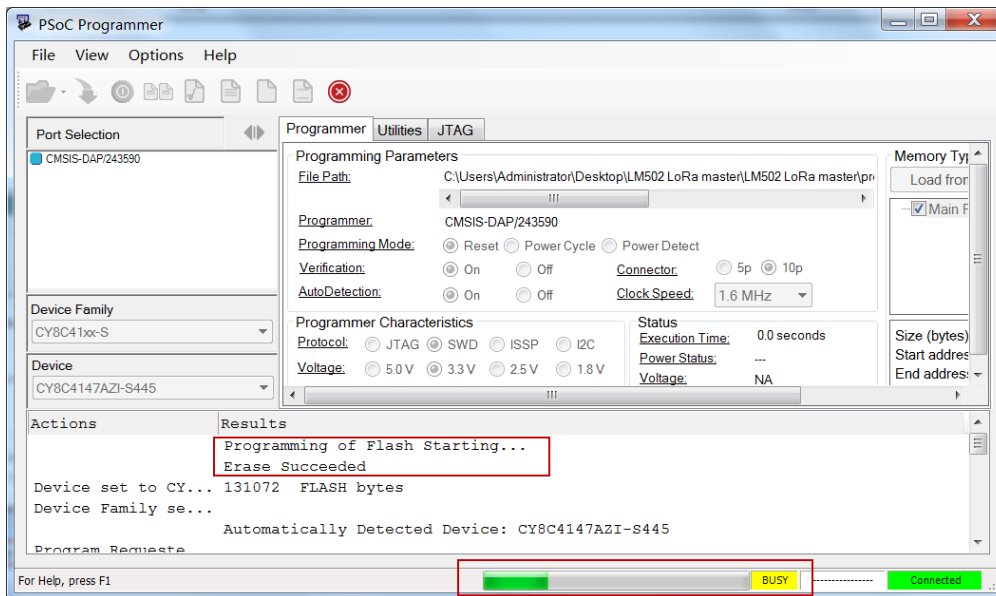 PSoC Programmer
File View Options Help
Port Selection
CMSIS-DAP/243590
Programmer Utilities JTAG
Programming Parameters
File Path: C:\Users\Administrator\Desktop\LM502 LoRa master\LM502 LoRa master\pr
Programmer: CMSIS-DAP/243590
Programming Mode: Reset Power Cycle Power Detect
Verification: On Off Connector: 5p 10p
AutoDetection: On Off Clock Speed: 1.6 MHz
Programmer Characteristics
Protocol: JTAG SWD ISSP I2C
Voltage: 5.0 V 3.3 V 2.5 V 1.8 V
Status
Execution Time: 0.0 seconds
Power Status: ---
Voltage: NA
Memory Ty
Load fror
Main F
Size (bytes)
Start addres
End address
Device Family
CY8C41xx-S
Device
CY8C4147AZI-S445
Actions Results
Programming of Flash Starting...
Erase Succeeded
Device set to CY... 131072 FLASH bytes
Device Family se...
Automatically Detected Device: CY8C4147AZI-S445
Program Requeste
For Help, press F1
BUSY
----------------
Connected